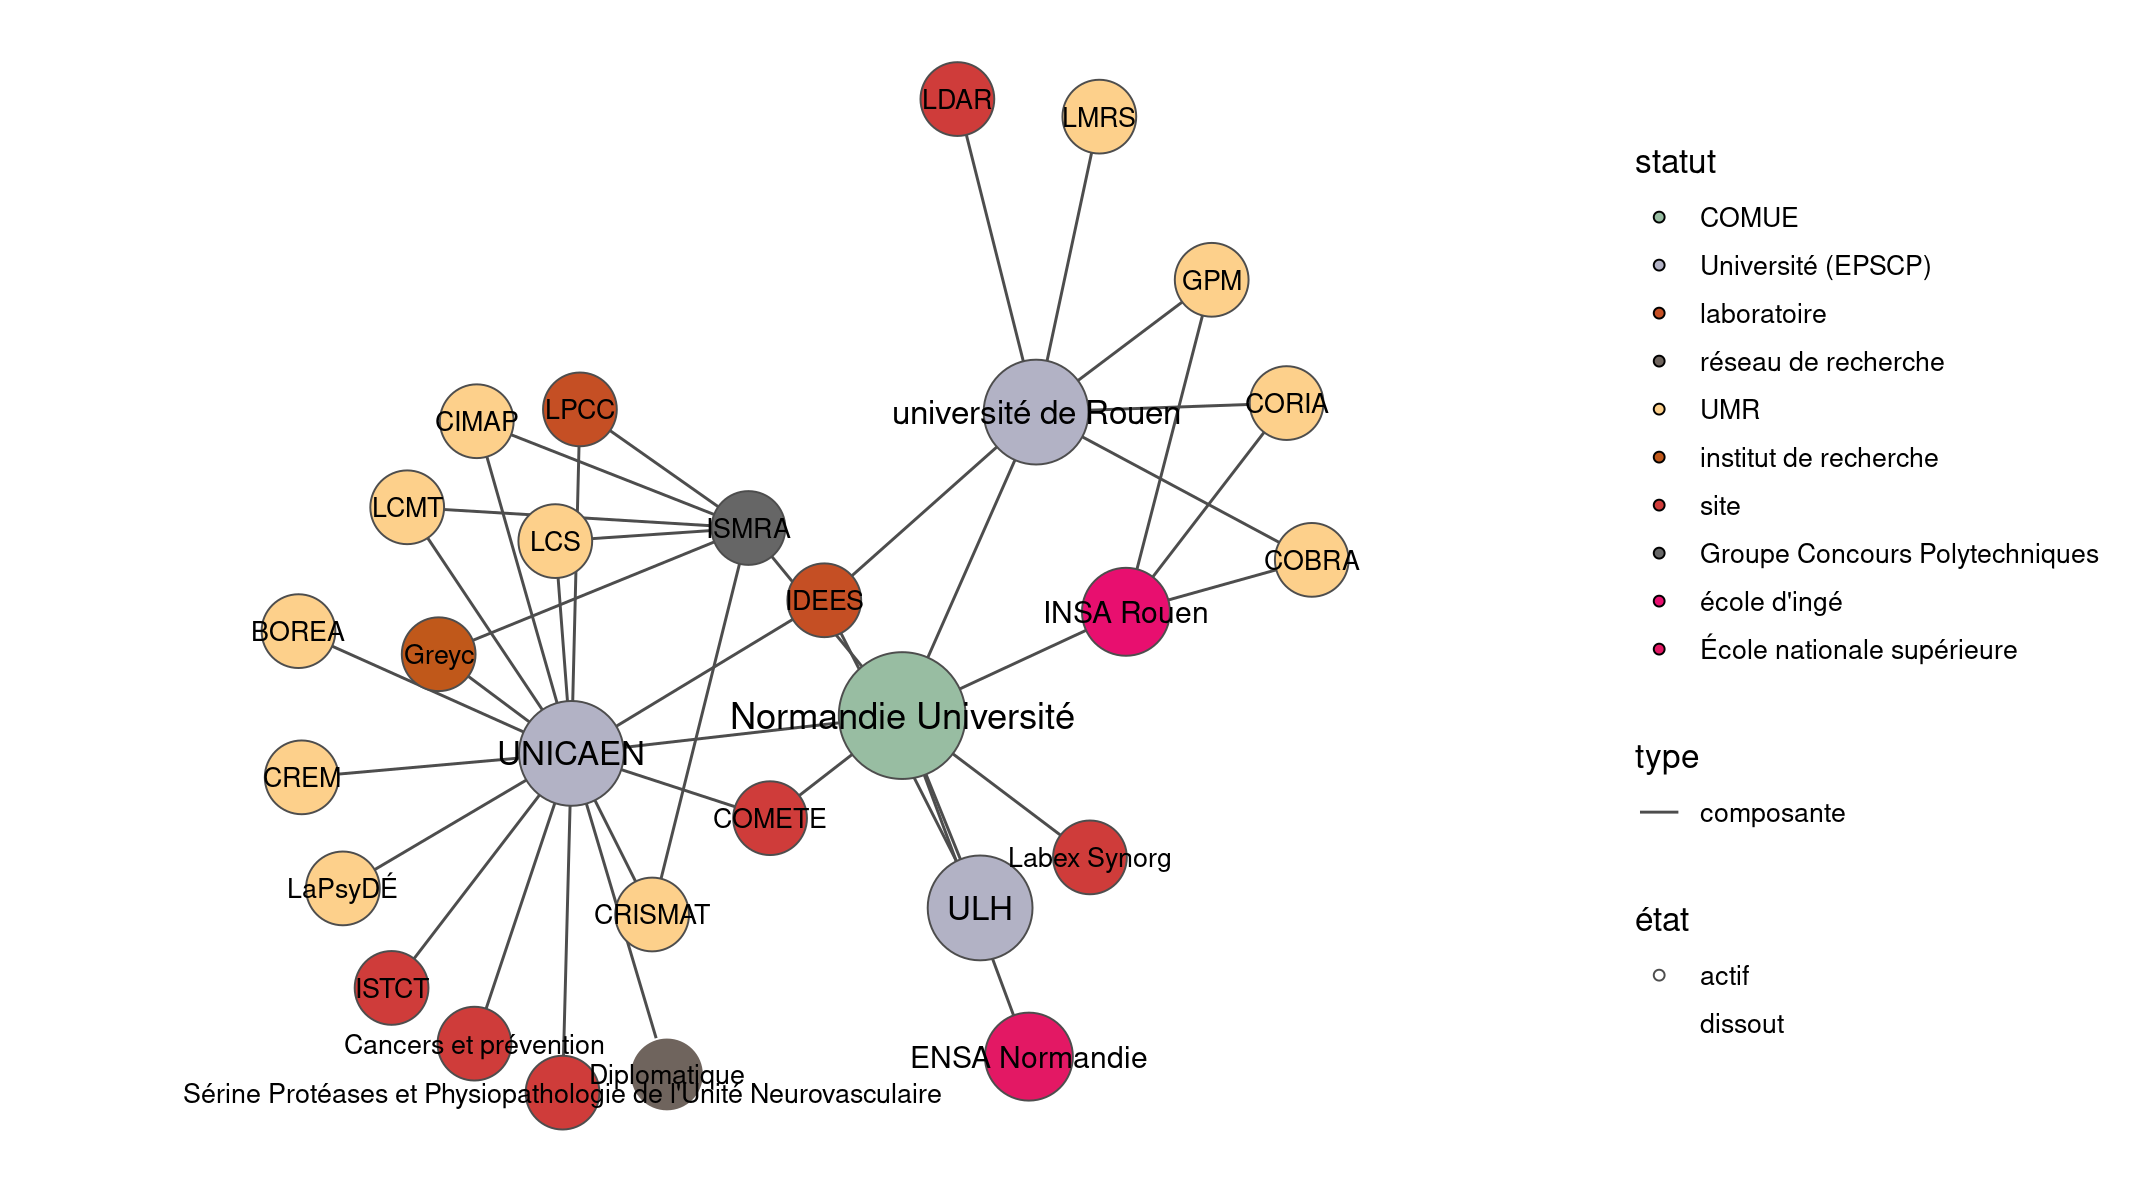 LDAR
LMRS
GPM
université de Rouen
CORIA
CIMAP
LPCC
LCMT
LCS
ISMRA
COBRA
IDEES
INSA Rouen
BOREA
Greyc
Normandie Université
UNICAEN
CREM
COMETE
Labex Synorg
LaPsyDÉ
CRISMAT
ULH
ISTCT
Cancers et prévention
ENSA Normandie
Diplomatique
Sérine Protéases et Physiopathologie de l'Unité Neurovasculaire
statut
COMUE
Université (EPSCP)
laboratoire
réseau de recherche
UMR
institut de recherche
site
Groupe Concours Polytechniques
école d'ingé
École nationale supérieure
type
composante
état
actif
dissout